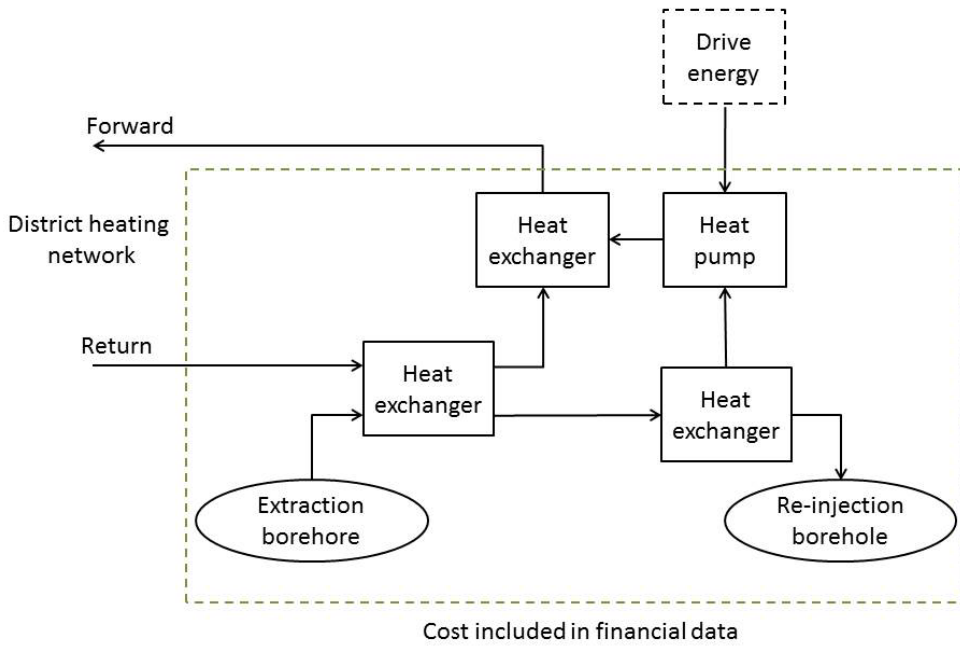 Drive
energy
Forward
District heating
network
Heat
exchanger
Heat
pump
Return
Heat
exchanger
Heat
exchanger
Extraction
borehore
Re-injection
borehole
Cost included in financial data